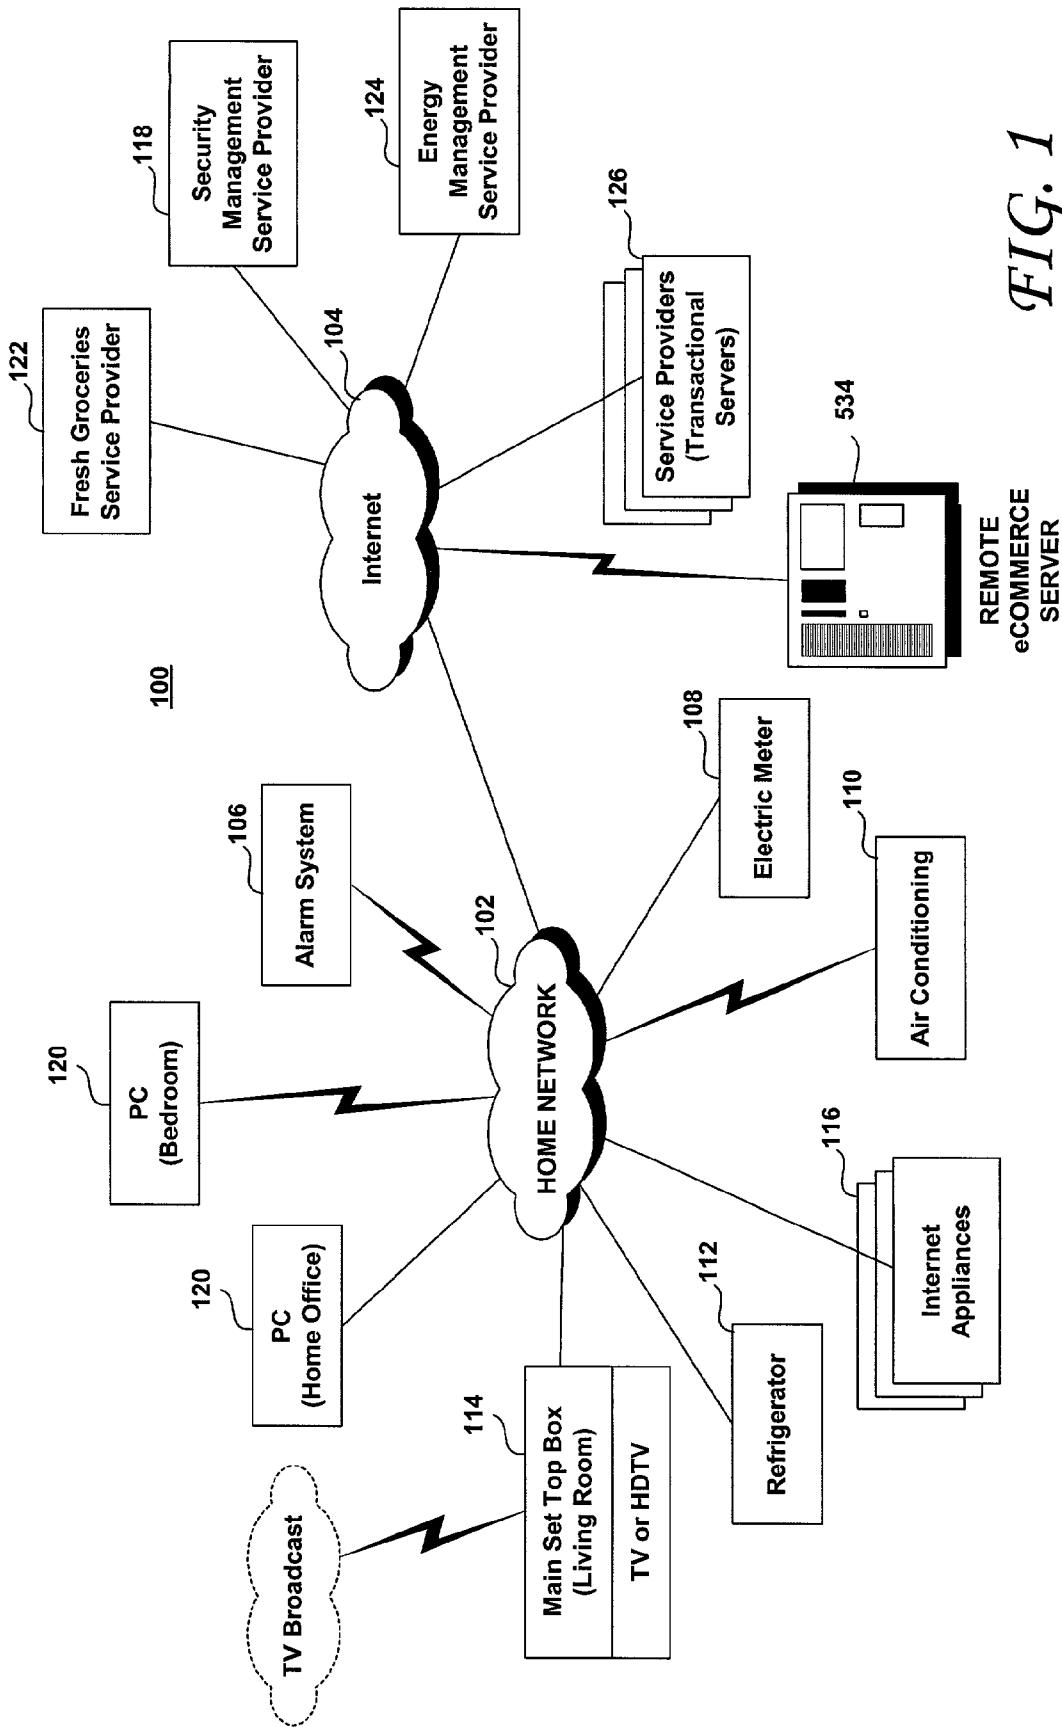 100
TV Broadcast
120
PC
(Home Office)
120
PC
(Bedroom)
106
Alarm System
122
Fresh Groceries
Service Provider
118
Security
Management
Service Provider
124
Energy
Management
Service Provider
104
Internet
126
Service Providers
(Transactional
Servers)
534
REMOTE
eCOMMERCE
SERVER
102
HOME NETWORK
114
Main Set Top Box
(Living Room)
TV or HDTV
112
Refrigerator
116
Internet
Appliances
110
Air Conditioning
108
Electric Meter
FIG. 1